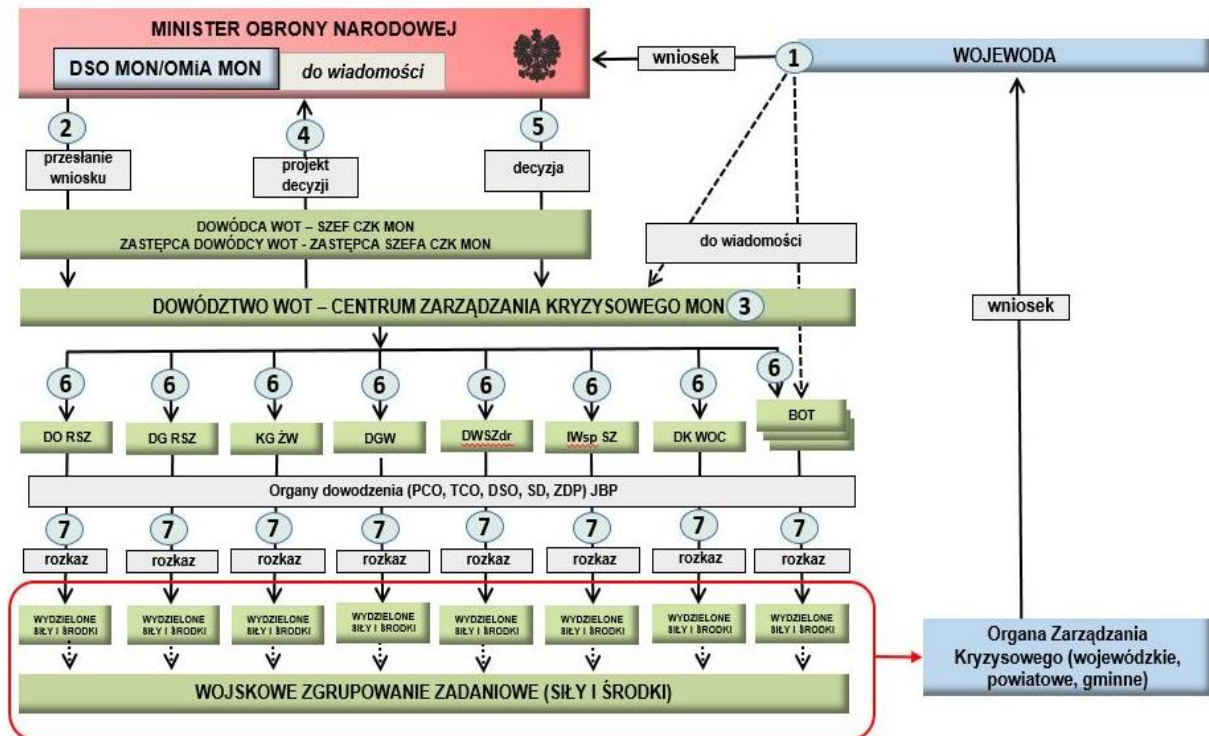 MINISTER OBRONY NARODOWEJ
DSO MON/OMiA MON
do wiadomości
wniosek
1
WOJEWODA
2
4
5
przesłanie
wniosku
projekt
decyzji
decyzja
DOWÓDCA WOT – SZEF CZK MON
ZASTĘPCA DOWÓDCY WOT - ZASTĘPCA SZEFA CZK MON
do wiadomości
DOWÓDZTWO WOT – CENTRUM ZARZĄDZANIA KRYZYSOWEGO MON
3
wniosek
6
6
6
6
6
6
6
6
DO RSZ
DG RSZ
KG ŻW
DGW
DWSZdr
IWsp SZ
DK WOC
BOT
Organy dowodzenia (PCO, TCO, DSO, SD, ZDP) JBP
7
7
7
7
7
7
7
7
rozkaz
rozkaz
rozkaz
rozkaz
rozkaz
rozkaz
rozkaz
rozkaz
WYDZIELONE
SIŁY I ŚRODKI
WYDZIELONE
SIŁY I ŚRODKI
WYDZIELONE
SIŁY I ŚRODKI
WYDZIELONE
SIŁY I ŚRODKI
WYDZIELONE
SIŁY I ŚRODKI
WYDZIELONE
SIŁY I ŚRODKI
WYDZIELONE
SIŁY I ŚRODKI
WYDZIELONE
SIŁY I ŚRODKI
WOJSKOWE ZGRUPOWANIE ZADANIOWE (SIŁY I ŚRODKI)
Organa Zarządzania
Kryzysowego (wojewódzkie,
powiatowe, gminne)